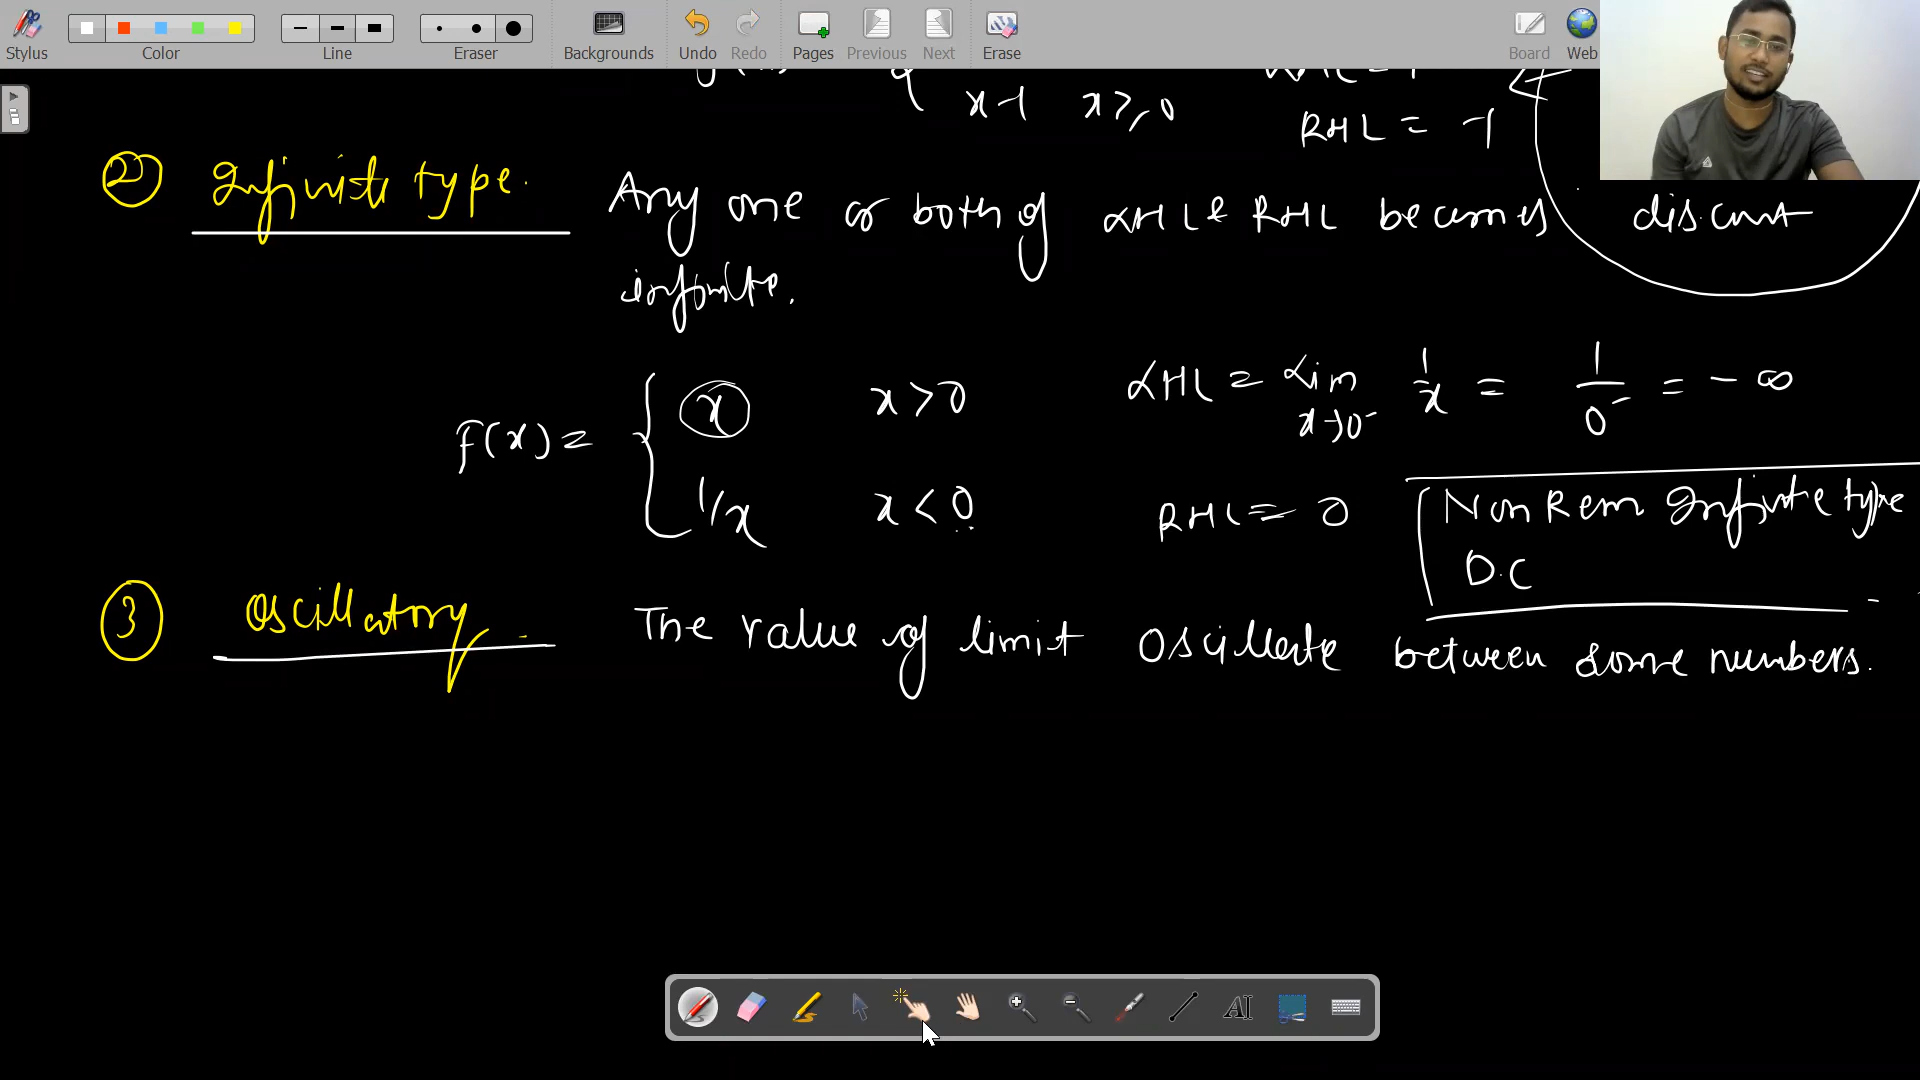 Stylus Color Line Eraser Backgrounds Undo Redo Pages Previous Next Erase Board Web
x-1 x≥0
RHL = -1
② Infinite type. Any one or both of LHL & RHL becomes
infinite.
discont
f(x) = { x x>0
1/x x<0
LHL = Lim x→0⁻ 1/x = 1/0⁻ = -∞
RHL = 0
Non Rem Infinite type
D.C
③ Oscillatory. The value of limit oscillate between some numbers.
AI